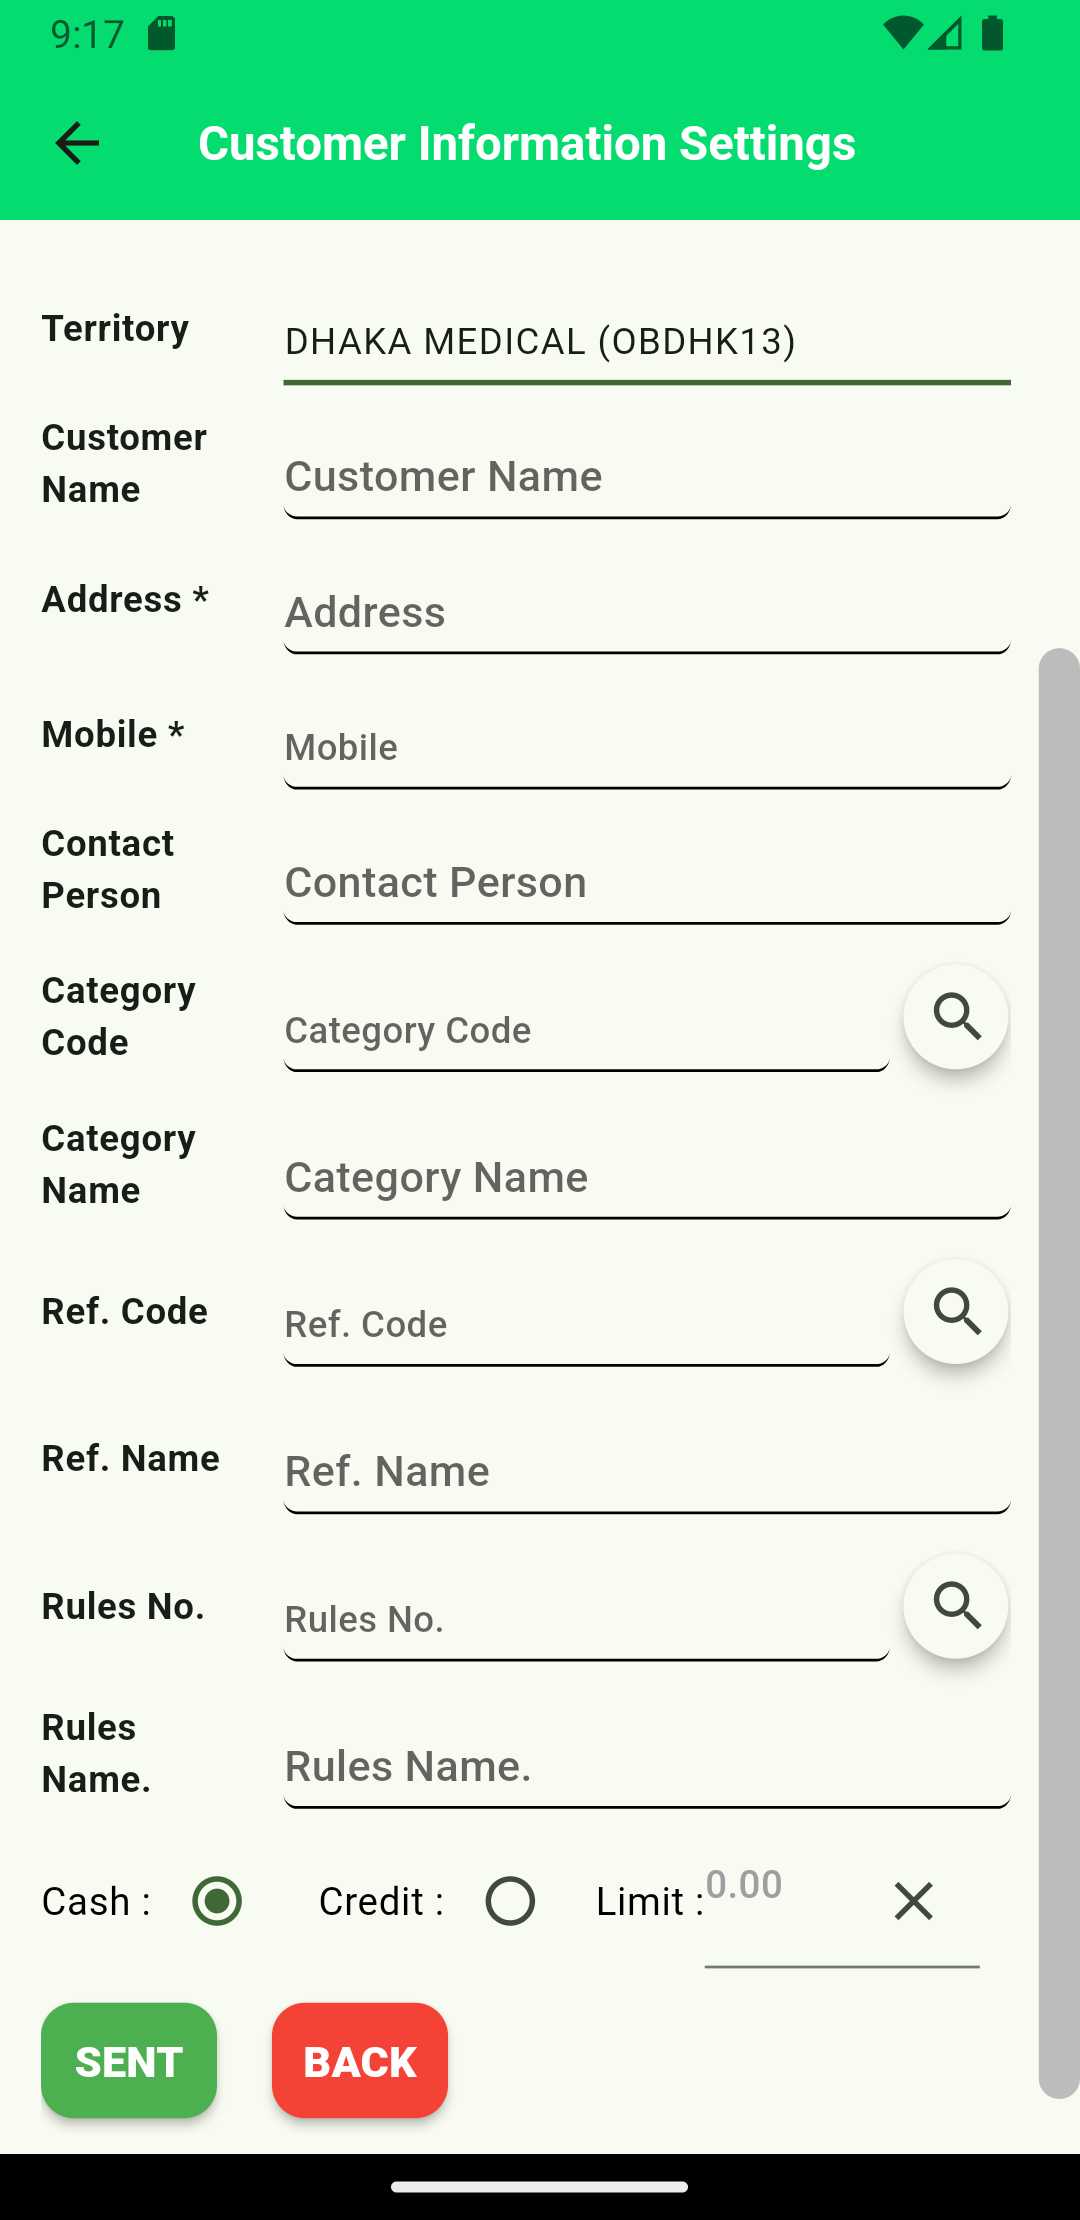 9:17
Customer Information Settings
Territory
DHAKA MEDICAL (OBDHK13)
Customer
Name
Customer Name
Address *
Address
Mobile *
Mobile
Contact
Person
Contact Person
Category
Code
Category Code
Category
Name
Category Name
Ref. Code
Ref. Code
Ref. Name
Ref. Name
Rules No.
Rules No.
Rules
Name.
Rules Name.
Cash : Credit : Limit : 0.00
SENT BACK